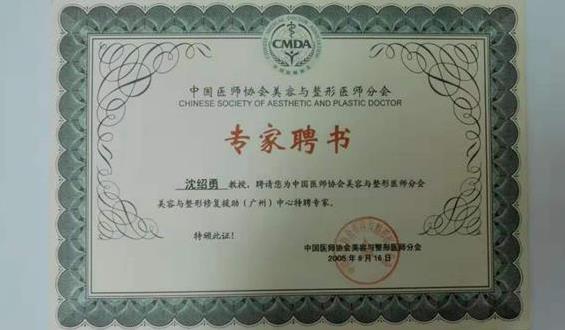 CMDA
中国医师协会美容与整形医师分会
CHINESE SOCIETY OF AESTHETIC AND PLASTIC DOCTOR
专家聘书
沈绍勇 教授，聘请您为中国医师协会美容与整形医师分会
美容与整形修复援助（广州）中心特聘专家。
特颁此证！
中国医师协会美容与整形医师分会
2005年9月16日